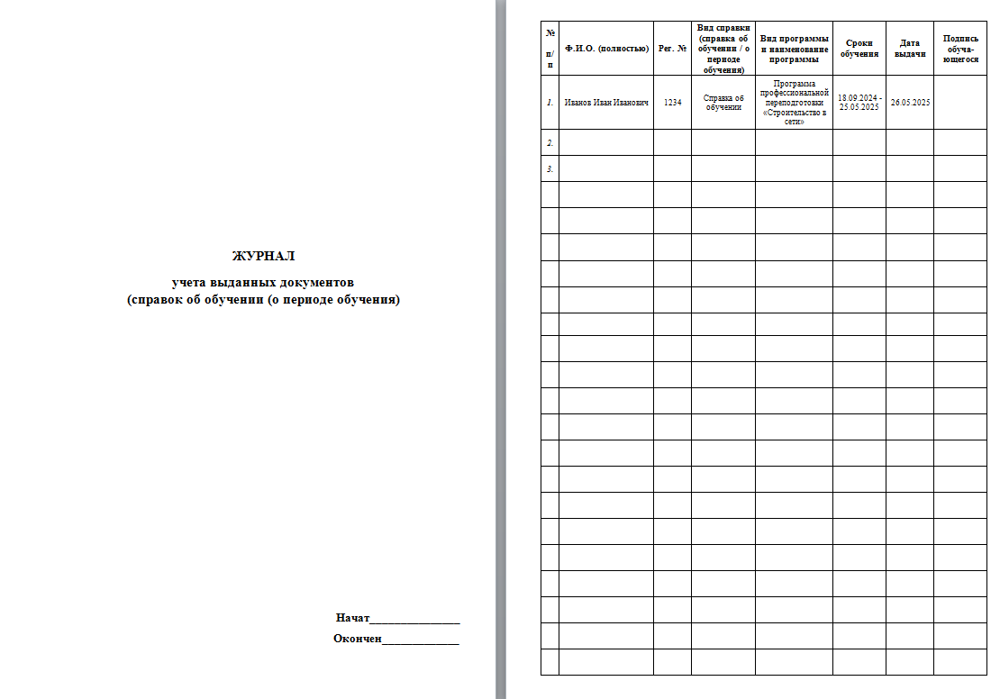 ЖУРНАЛ
учета выданных документов
(справок об обучении (о периоде обучения)
Начат_______________
Окончен_____________
№
п/
п
Ф.И.О. (полностью)
Рег. №
Вид справки
(справка об
обучении / о
периоде
обучения)
Вид программы
и наименование
программы
Сроки
обучения
Дата
выдачи
Подпись
обуча-
ющегося
1.
Иванов Иван Иванович
1234
Справка об
обучении
Программа
профессиональной
переподготовки
«Строительство в
сети»
18.09.2024 -
25.05.2025
26.05.2025
2.
3.